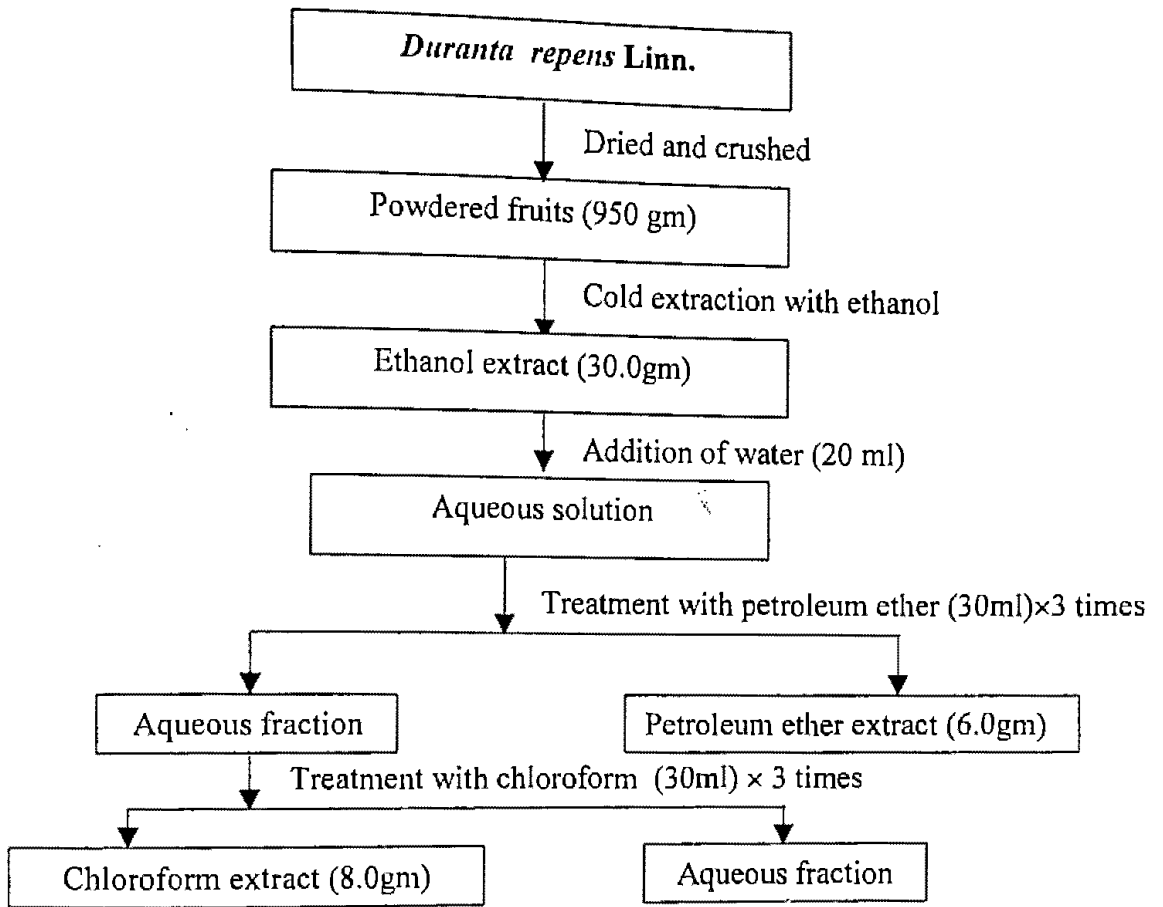 Duranta repens Linn.
Dried and crushed
Powdered fruits (950 gm)
Cold extraction with ethanol
Ethanol extract (30.0gm)
Addition of water (20 ml)
Aqueous solution
Treatment with petroleum ether (30ml)×3 times
Aqueous fraction
Petroleum ether extract (6.0gm)
Treatment with chloroform (30ml) × 3 times
Chloroform extract (8.0gm)
Aqueous fraction